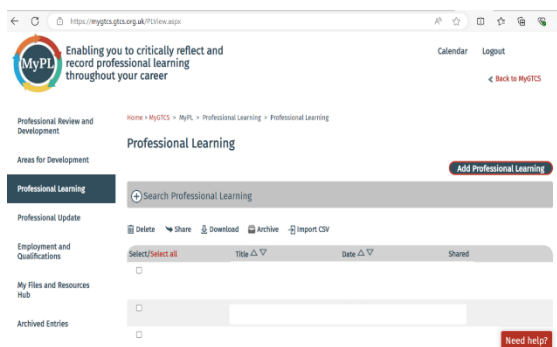 https://mygtcs.gtcs.org.uk/PLView.aspx
MyPL
Enabling you to critically reflect and
record professional learning
throughout your career
Calendar Logout
Back to MyGTCS
Professional Review and
Development
Areas for Development
Professional Learning
Professional Update
Employment and
Qualifications
My Files and Resources
Hub
Archived Entries
Home > MyGTCS > MyPL > Professional Learning > Professional Learning
Professional Learning
Add Professional Learning
Search Professional Learning
Delete Share Download Archive Import CSV
Select/Select all Title Date Shared
Need help?